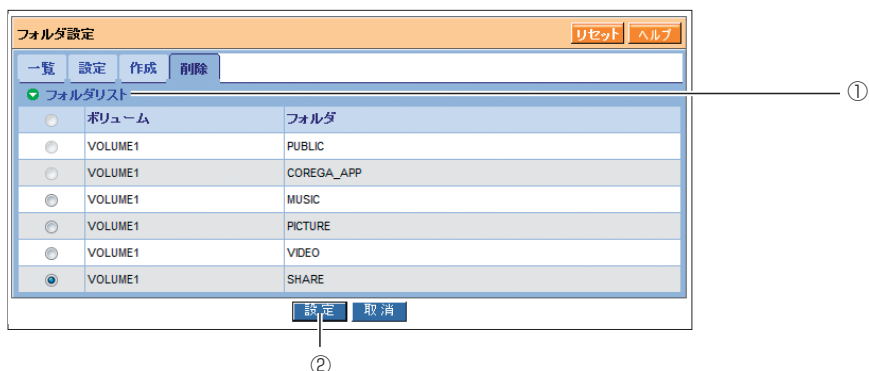 フォルダ設定 リセット ヘルプ
一覧 設定 作成 削除
フォルダリスト ①
ボリューム フォルダ
VOLUME1 PUBLIC
VOLUME1 COREGA_APP
VOLUME1 MUSIC
VOLUME1 PICTURE
VOLUME1 VIDEO
VOLUME1 SHARE
設定 取消
②